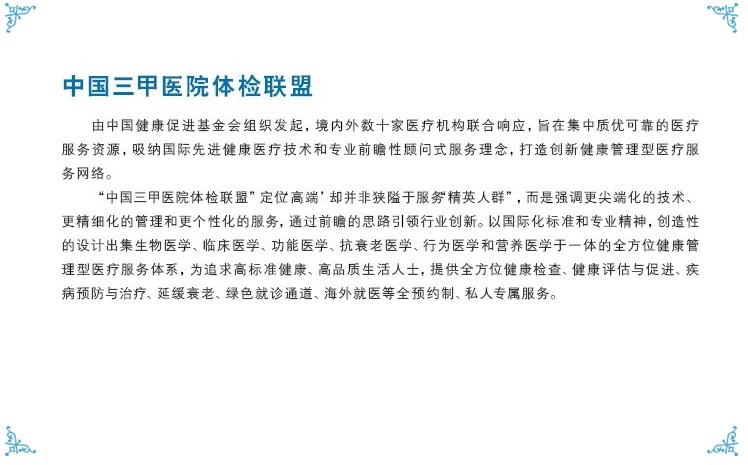 中国三甲医院体检联盟
由中国健康促进基金会组织发起，境内外数十家医疗机构联合响应，旨在集中质优可靠的医疗
服务资源，吸纳国际先进健康医疗技术和专业前瞻性顾问式服务理念，打造创新健康管理型医疗服
务网络。
“中国三甲医院体检联盟”定位‘高端’却并非狭隘于服务“精英人群”，而是强调更尖端化的技术、
更精细化的管理和更个性化的服务，通过前瞻的思路引领行业创新。以国际化标准和专业精神，创造性
的设计出集生物医学、临床医学、功能医学、抗衰老医学、行为医学和营养医学于一体的全方位健康管
理型医疗服务体系，为追求高标准健康、高品质生活人士，提供全方位健康检查、健康评估与促进、疾
病预防与治疗、延缓衰老、绿色就诊通道、海外就医等全预约制、私人专属服务。